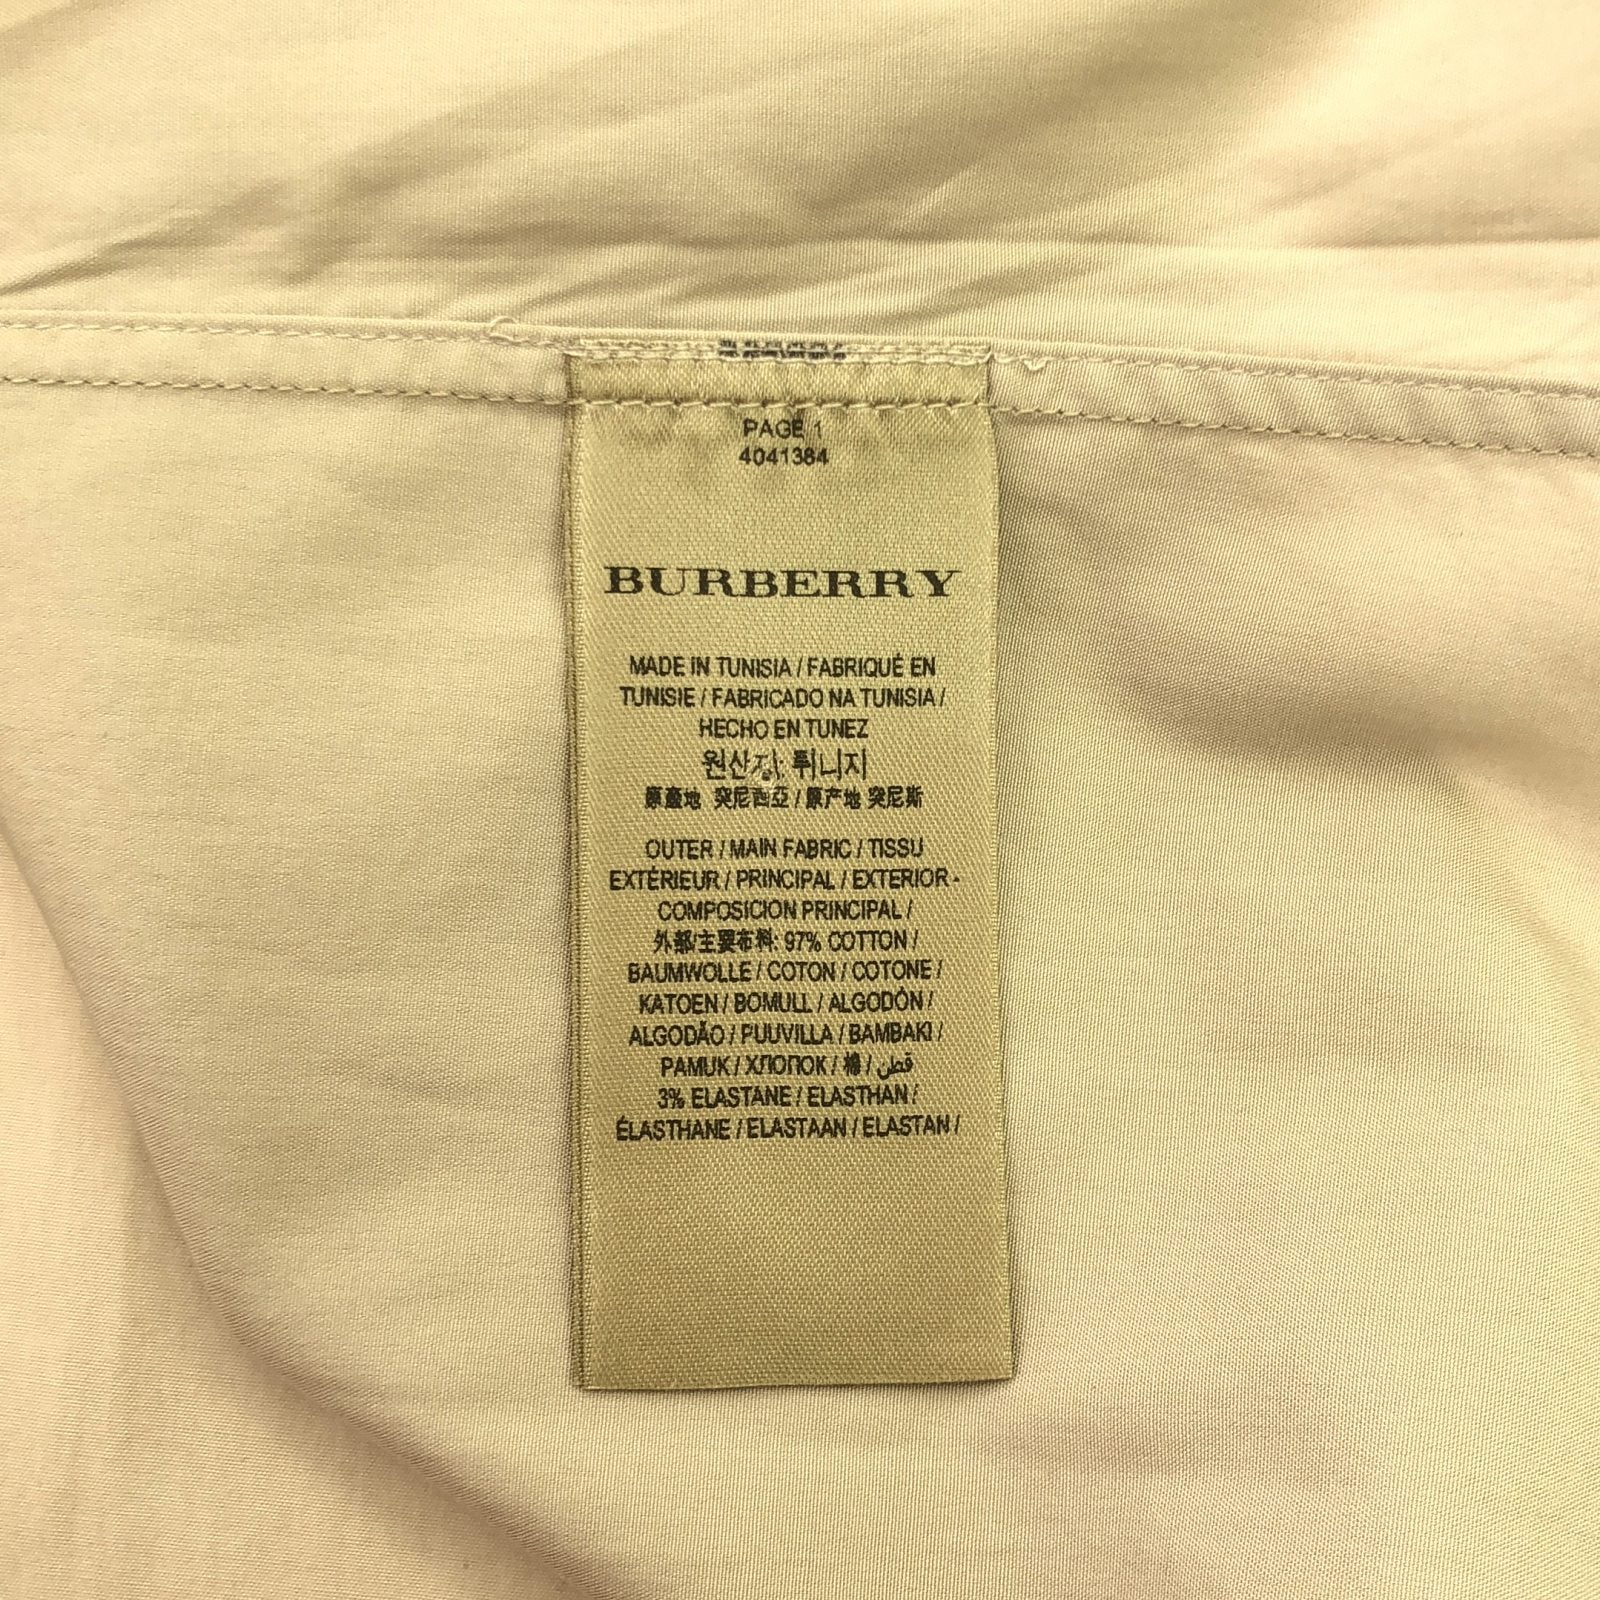 PAGE 1
4041384
BURBERRY
MADE IN TUNISIA / FABRIQUÉ EN
TUNISIE / FABRICADO NA TUNISIA /
HECHO EN TUNEZ
원산지: 튀니지
原產地 突尼西亞 / 原产地 突尼斯
OUTER / MAIN FABRIC / TISSU
EXTÉRIEUR / PRINCIPAL / EXTERIOR -
COMPOSICION PRINCIPAL /
外部/主要布料: 97% COTTON /
BAUMWOLLE / COTON / COTONE /
KATOEN / BOMULL / ALGODÓN /
ALGODÃO / PUUVILLA / BAMBAKI /
PAMUK / ХЛОПОК / 棉 / قطن
3% ELASTANE / ELASTHAN /
ÉLASTHANE / ELASTAAN / ELASTAN /